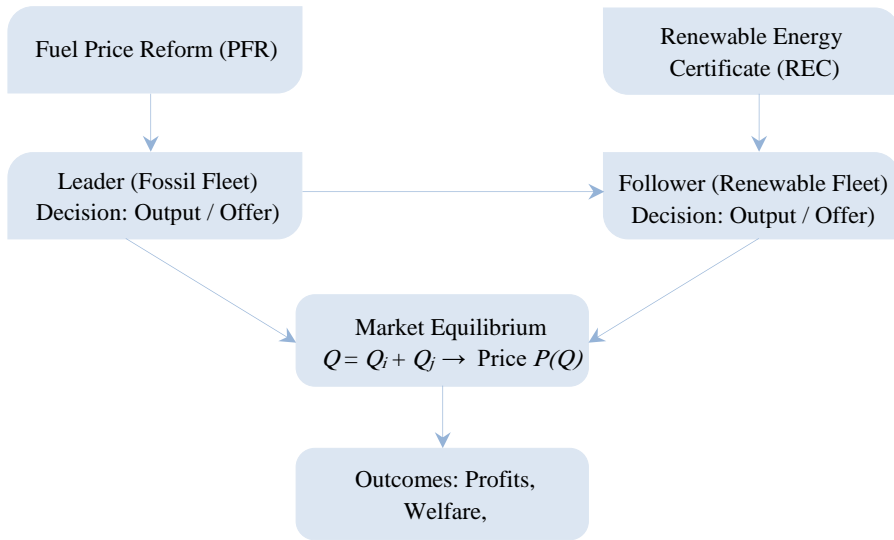 Fuel Price Reform (PFR)
Renewable Energy
Certificate (REC)
Leader (Fossil Fleet)
Decision: Output / Offer)
Follower (Renewable Fleet)
Decision: Output / Offer)
Market Equilibrium
Q = Qᵢ + Qⱼ → Price P(Q)
Outcomes: Profits,
Welfare,